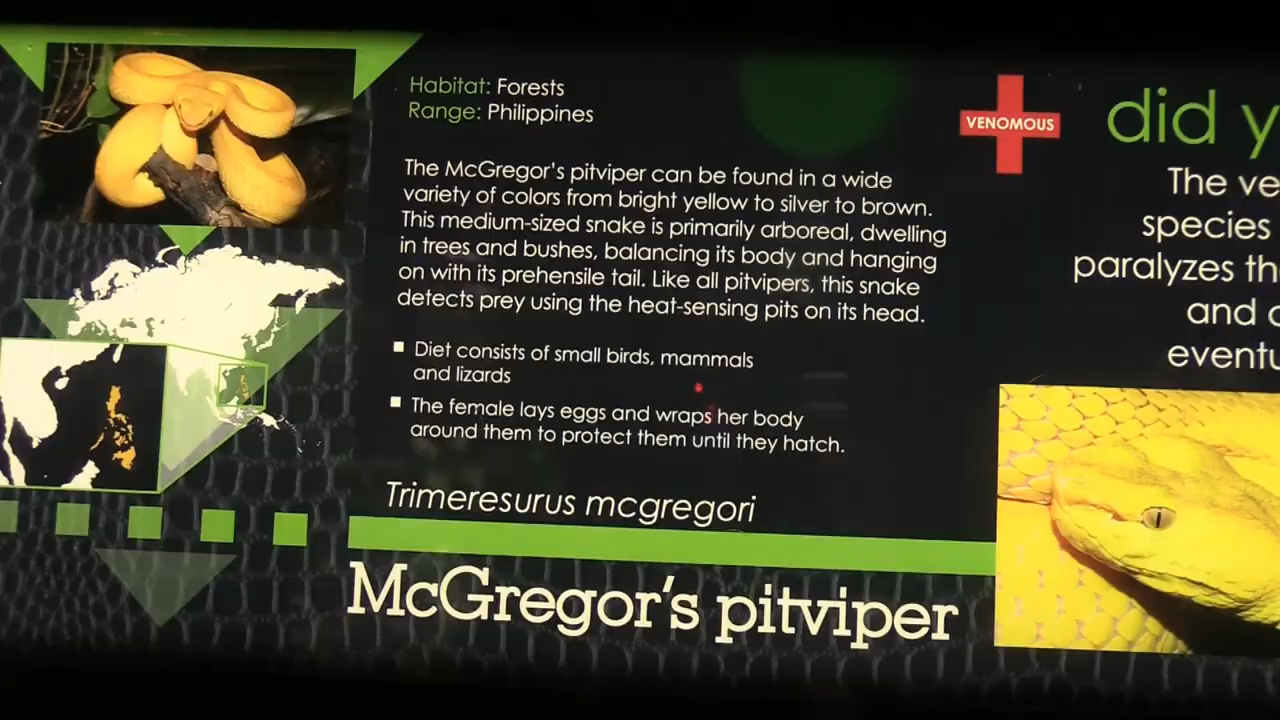 Habitat: Forests
Range: Philippines
The McGregor's pitviper can be found in a wide
variety of colors from bright yellow to silver to brown.
This medium-sized snake is primarily arboreal, dwelling
in trees and bushes, balancing its body and hanging
on with its prehensile tail. Like all pitvipers, this snake
detects prey using the heat-sensing pits on its head.
Diet consists of small birds, mammals
and lizards
The female lays eggs and wraps her body
around them to protect them until they hatch.
Trimeresurus mcgregori
McGregor's pitviper
VENOMOUS
did
The
species
paralyzes
and